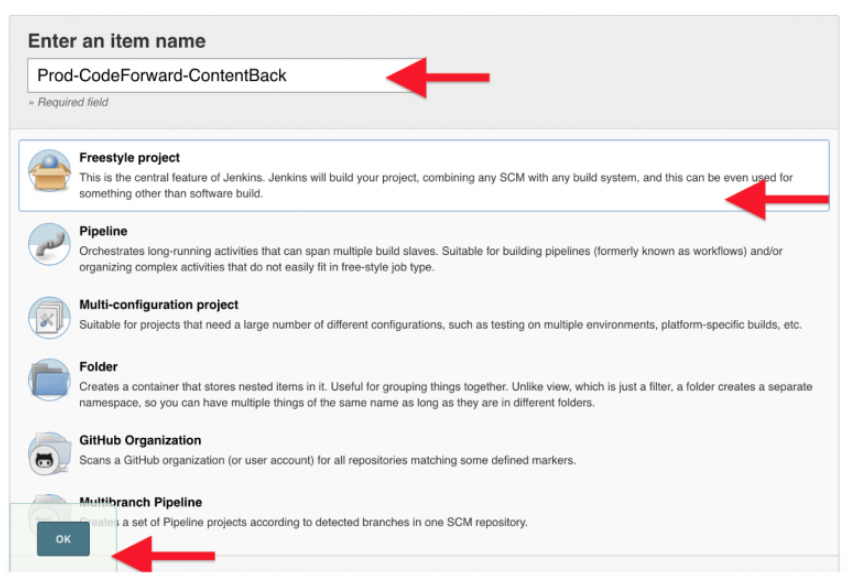 Enter an item name
Prod-CodeForward-ContentBack
» Required field
Freestyle project
This is the central feature of Jenkins. Jenkins will build your project, combining any SCM with any build system, and this can be even used for
something other than software build.
Pipeline
Orchestrates long-running activities that can span multiple build slaves. Suitable for building pipelines (formerly known as workflows) and/or
organizing complex activities that do not easily fit in free-style job type.
Multi-configuration project
Suitable for projects that need a large number of different configurations, such as testing on multiple environments, platform-specific builds, etc.
Folder
Creates a container that stores nested items in it. Useful for grouping things together. Unlike view, which is just a filter, a folder creates a separate
namespace, so you can have multiple things of the same name as long as they are in different folders.
GitHub Organization
Scans a GitHub organization (or user account) for all repositories matching some defined markers.
Multibranch Pipeline
Creates a set of Pipeline projects according to detected branches in one SCM repository.
OK